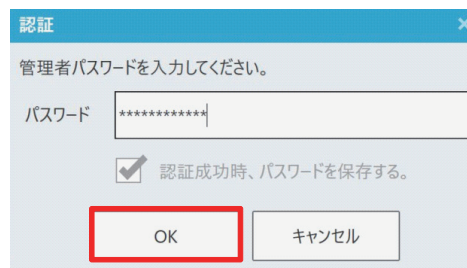 認証
管理者パスワードを入力してください。
パスワード ************
認証成功時、パスワードを保存する。
OK キャンセル